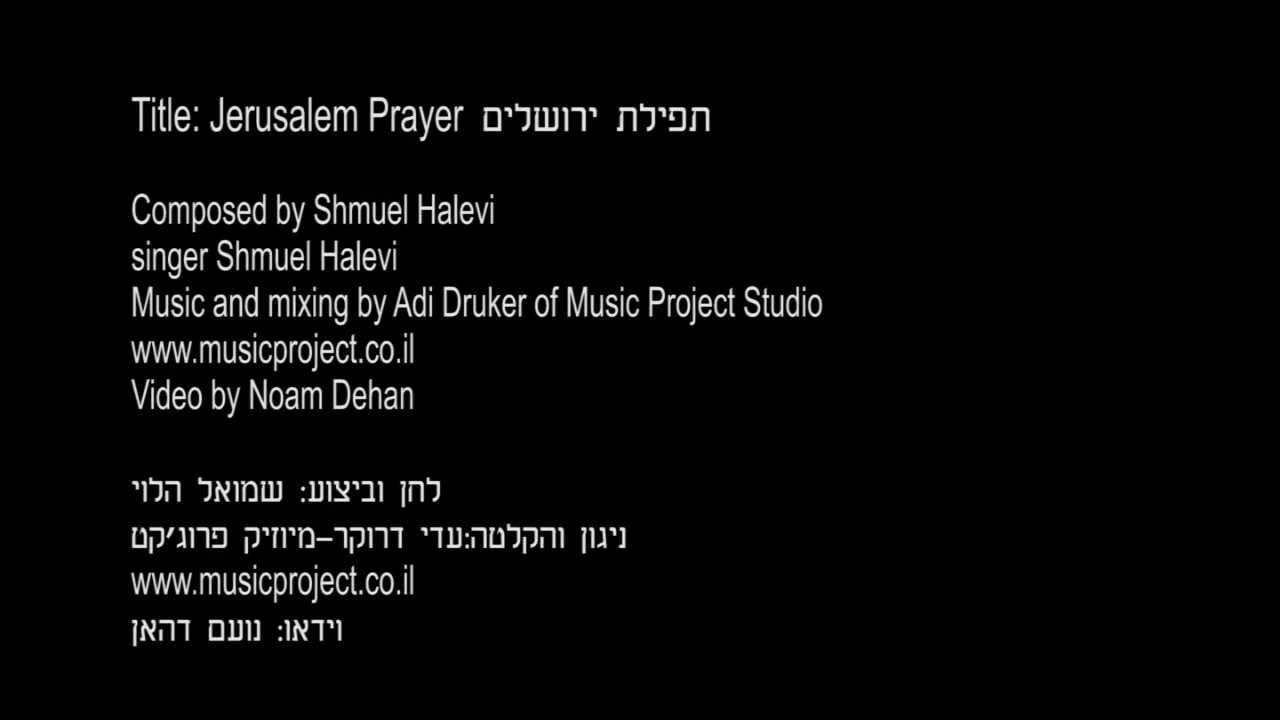 Title: Jerusalem Prayer תפילת ירושלים
Composed by Shmuel Halevi
singer Shmuel Halevi
Music and mixing by Adi Druker of Music Project Studio
www.musicproject.co.il
Video by Noam Dehan
לחן וביצוע: שמואל הלוי
ניגון והקלטה:עדי דרוקר–מיוזיק פרוג׳קט
www.musicproject.co.il
וידאו: נועם דהאן